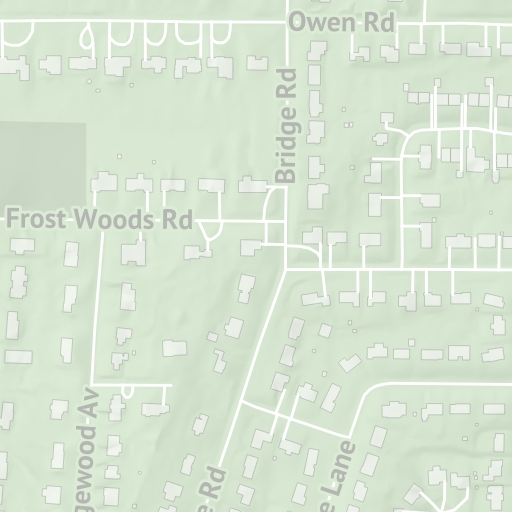 Owen Rd
Bridge Rd
Frost Woods Rd
gewood Av
e Rd
e Lane